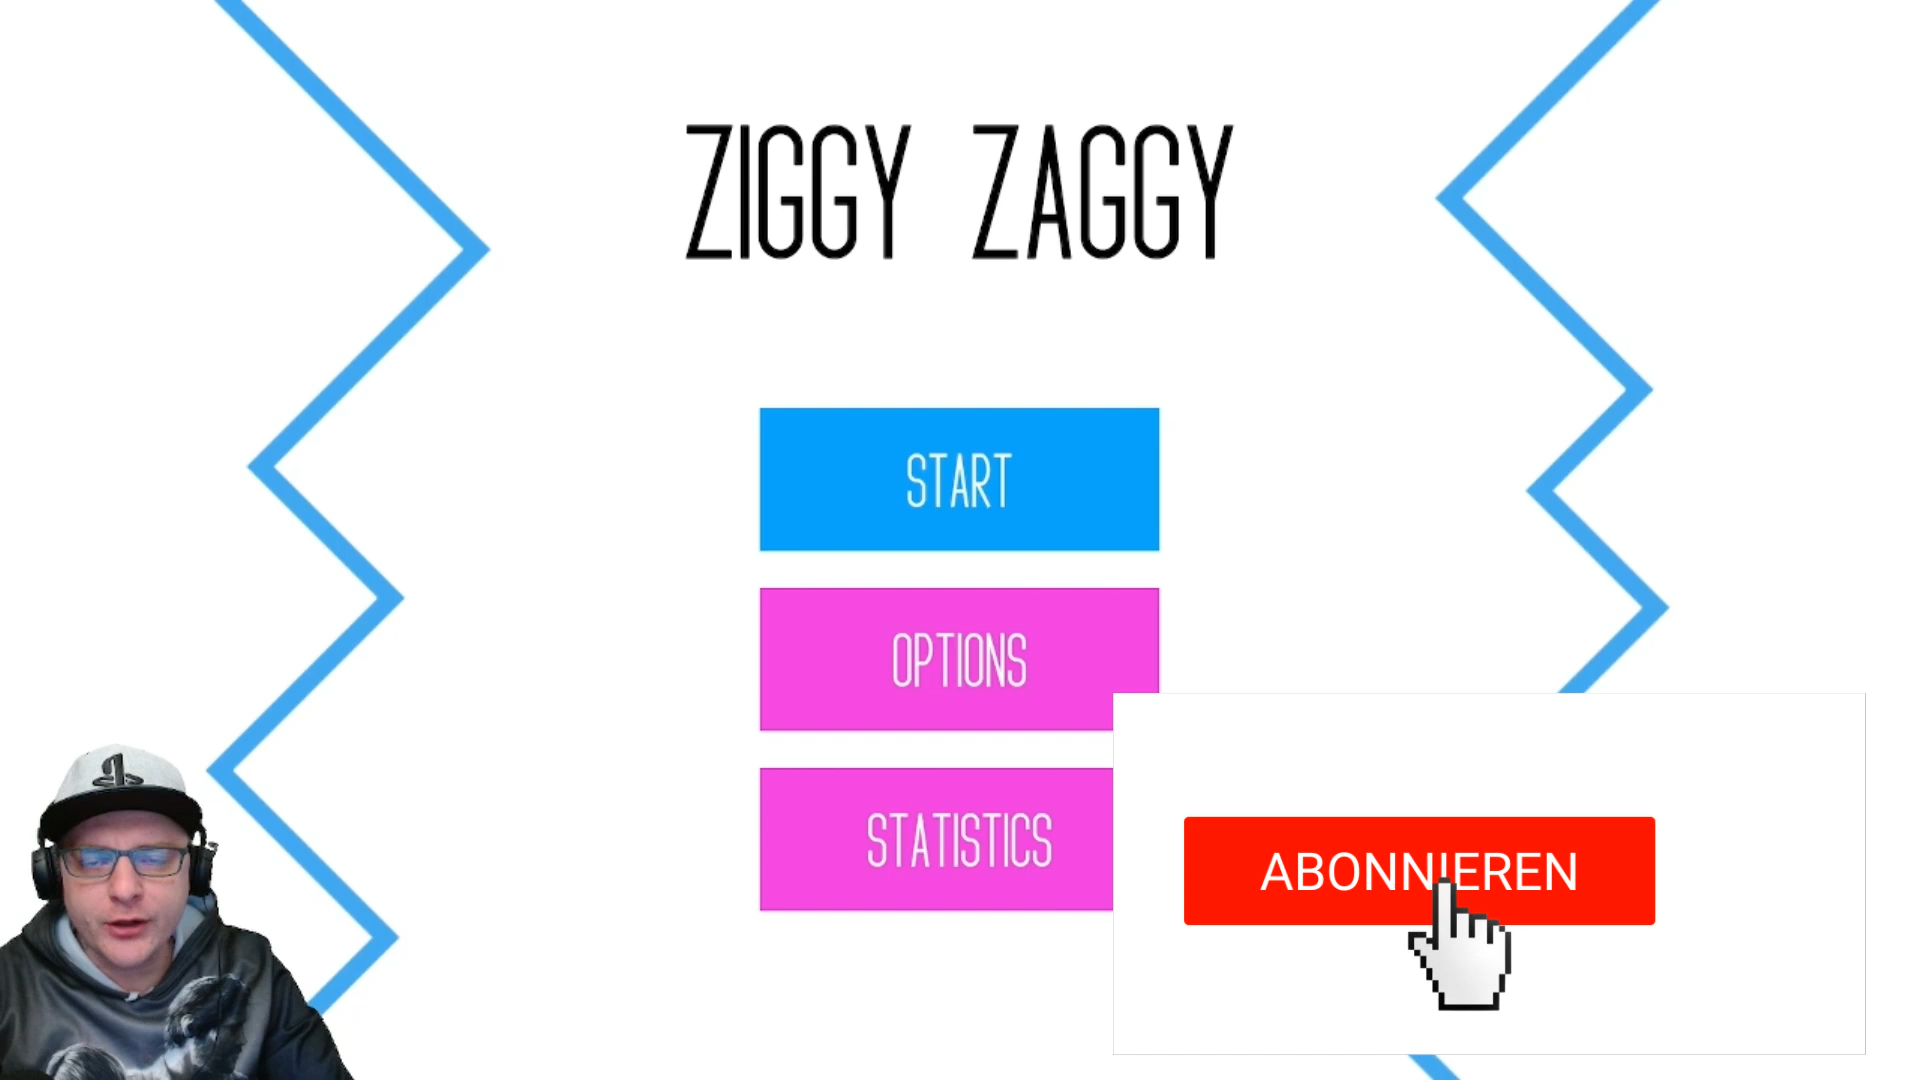 ZIGGY ZAGGY
START
OPTIONS
STATISTICS
ABONNIEREN